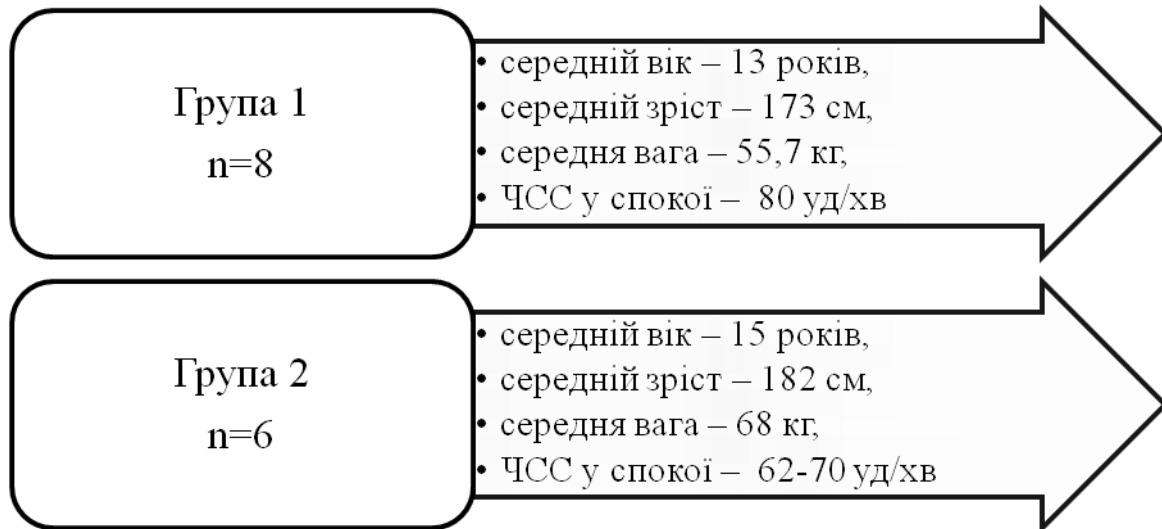 Група 1
n=8
• середній вік – 13 років,
• середній зріст – 173 см,
• середня вага – 55,7 кг,
• ЧСС у спокої –  80 уд/хв
Група 2
n=6
• середній вік – 15 років,
• середній зріст – 182 см,
• середня вага – 68 кг,
• ЧСС у спокої –  62-70 уд/хв